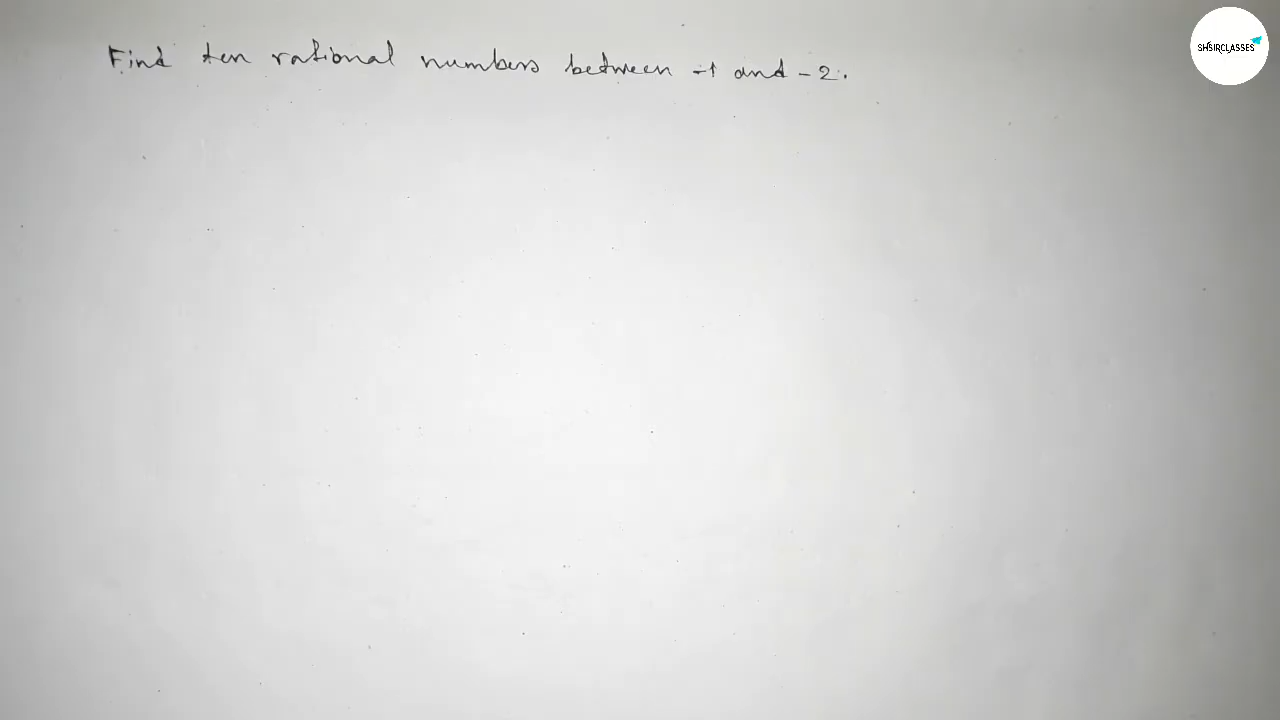 Find ten rational numbers between -1 and -2.
SHSIRCLASSES